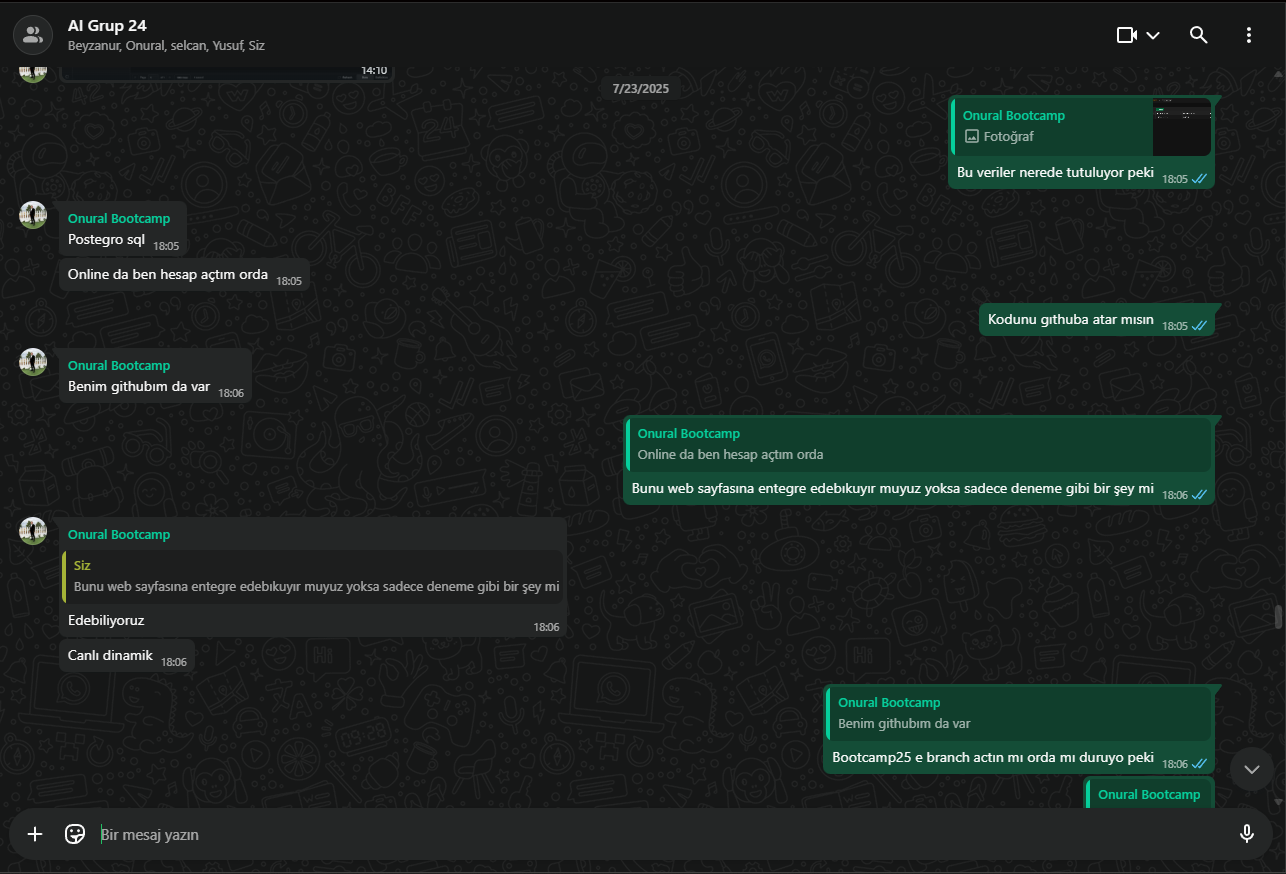 AI Grup 24
Beyzanur, Onural, selcan, Yusuf, Siz
14:10
7/23/2025
Onural Bootcamp
Fotoğraf
Bu veriler nerede tutuluyor peki 18:05
Onural Bootcamp
Postegro sql 18:05
Online da ben hesap açtım orda 18:05
Kodunu gıthuba atar mısın 18:05
Onural Bootcamp
Benim githubım da var 18:06
Onural Bootcamp
Online da ben hesap açtım orda
Bunu web sayfasına entegre edebıkuyır muyuz yoksa sadece deneme gibi bir şey mi 18:06
Onural Bootcamp
Siz
Bunu web sayfasına entegre edebıkuyır muyuz yoksa sadece deneme gibi bir şey mi
Edebiliyoruz 18:06
Canlı dinamik 18:06
Onural Bootcamp
Benim githubım da var
Bootcamp25 e branch actın mı orda mı duruyo peki 18:06
Onural Bootcamp
Bir mesaj yazın